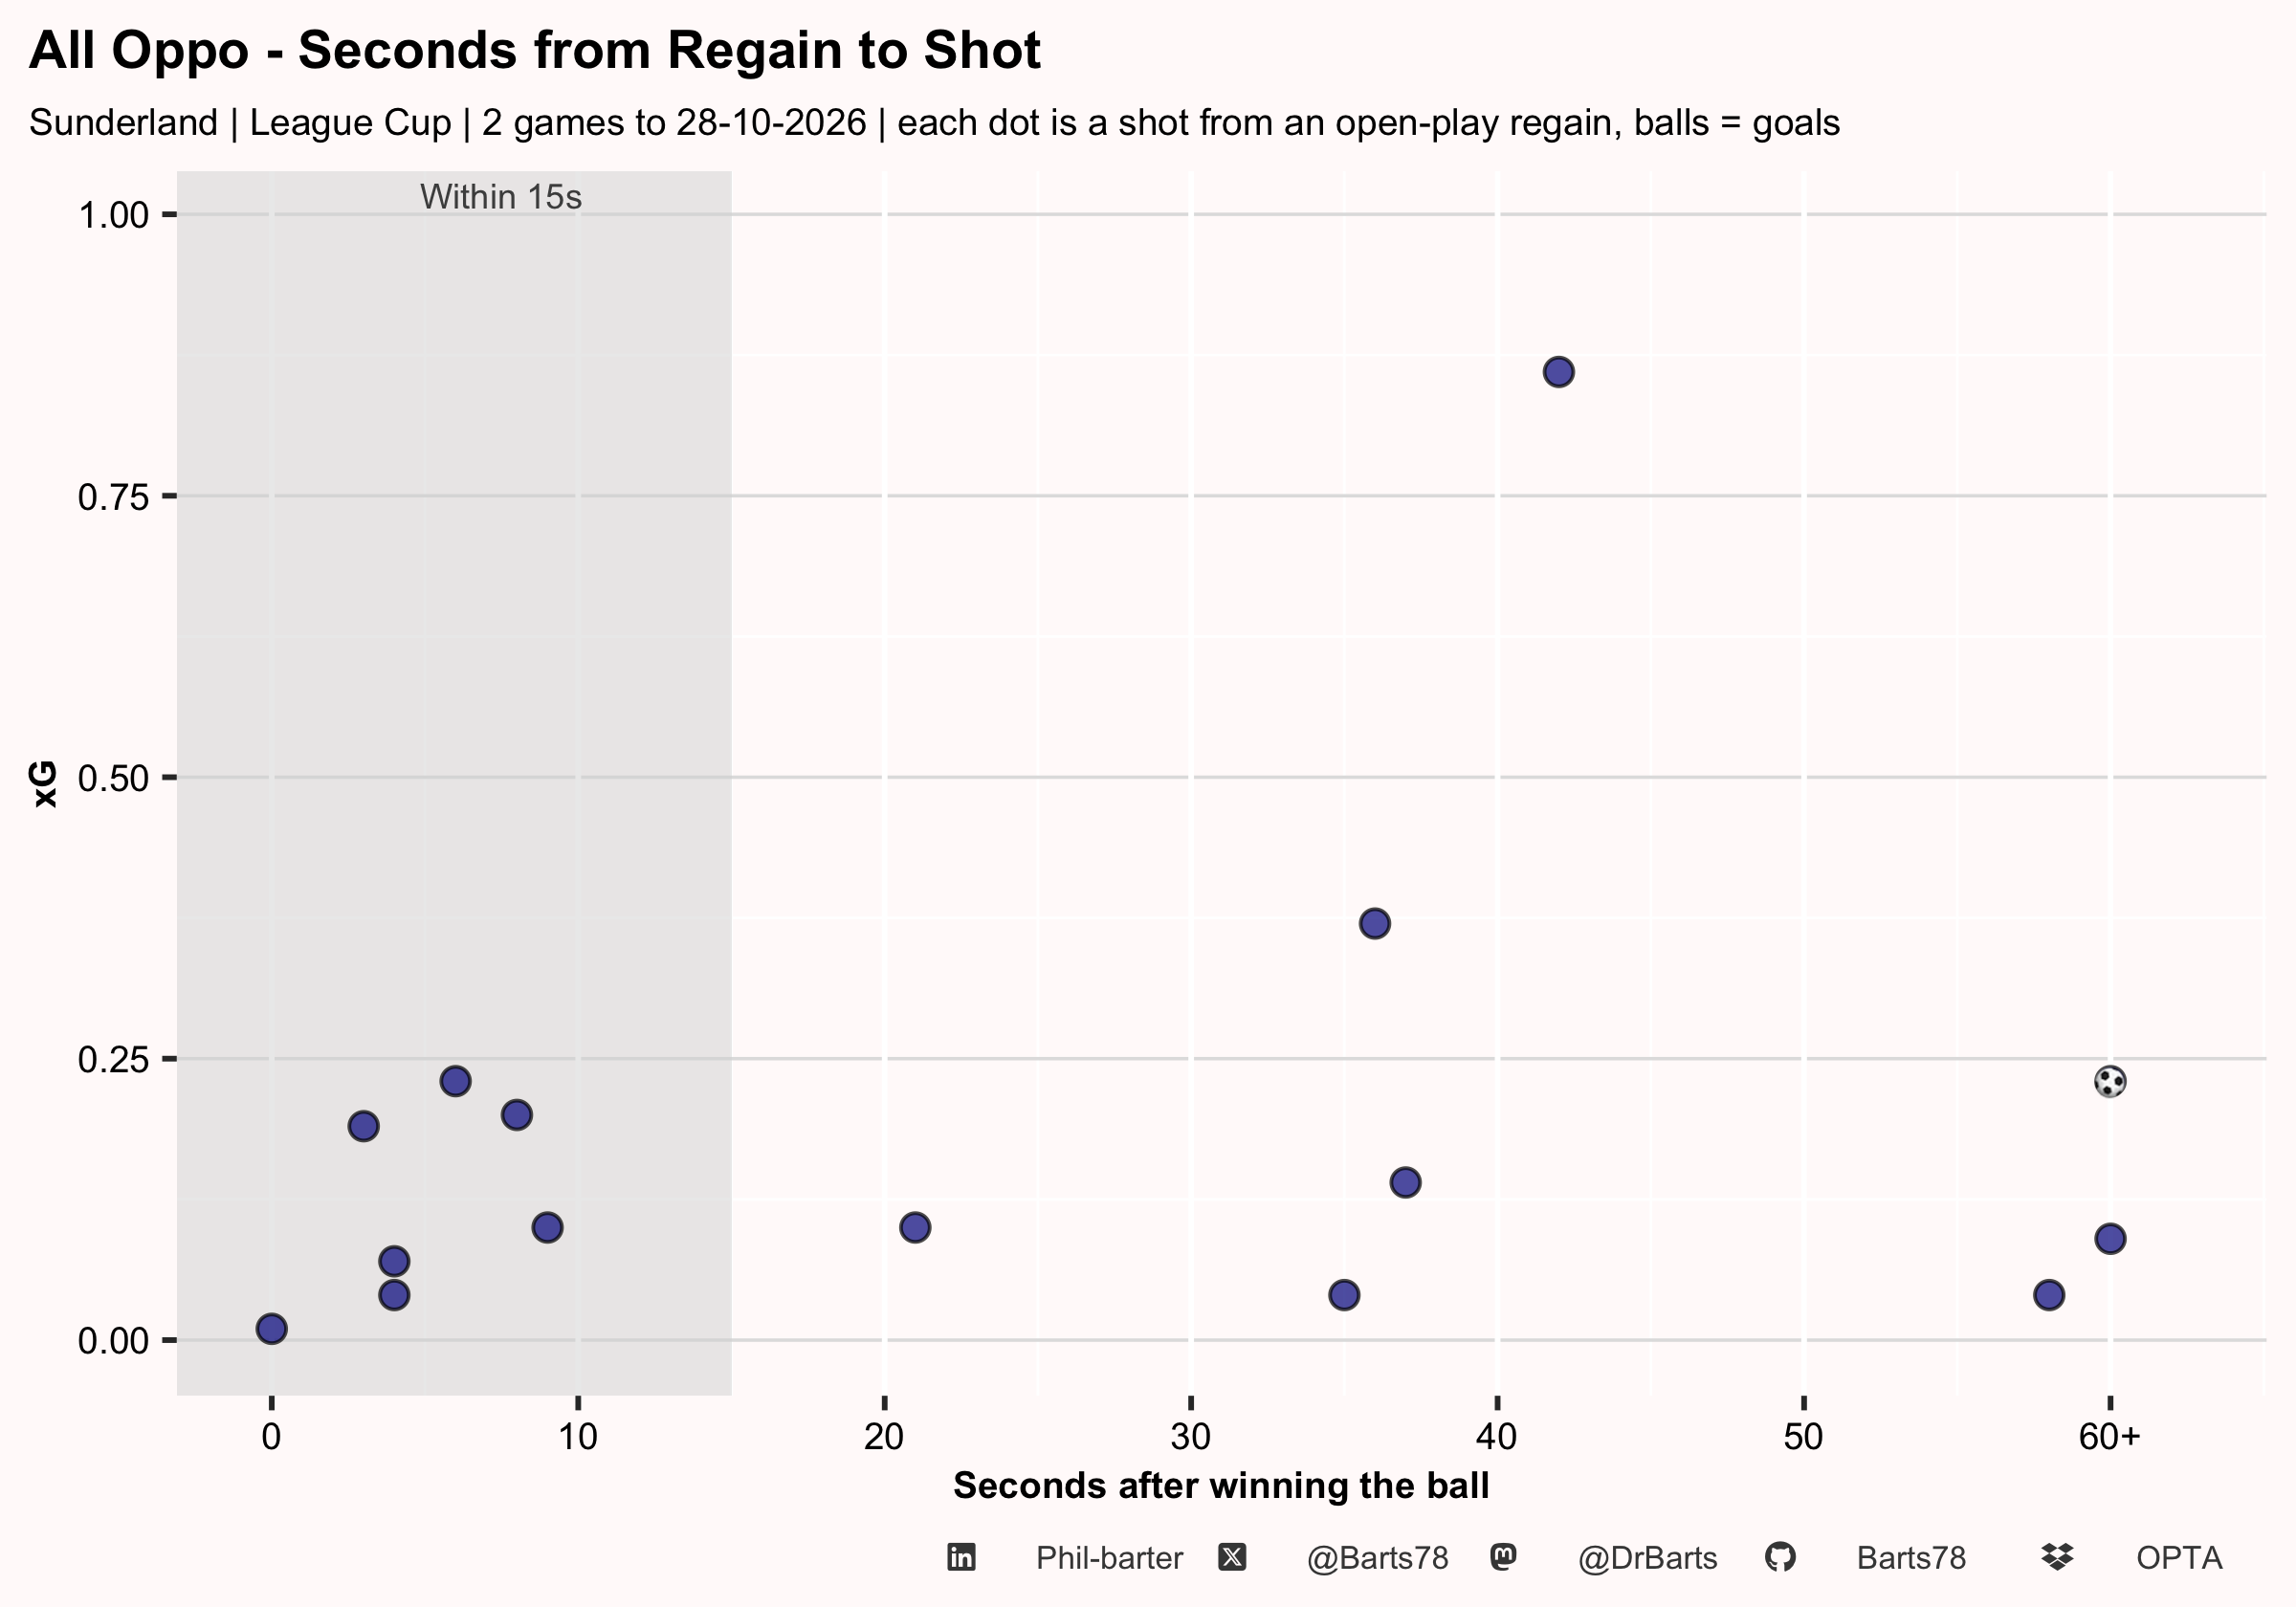 All Oppo - Seconds from Regain to Shot
Sunderland | League Cup | 2 games to 28-10-2026 | each dot is a shot from an open-play regain, balls = goals
Within 15s
1.00
0.75
0.50
0.25
0.00
xG
0 10 20 30 40 50 60+
Seconds after winning the ball
Phil-barter @Barts78 @DrBarts Barts78 OPTA